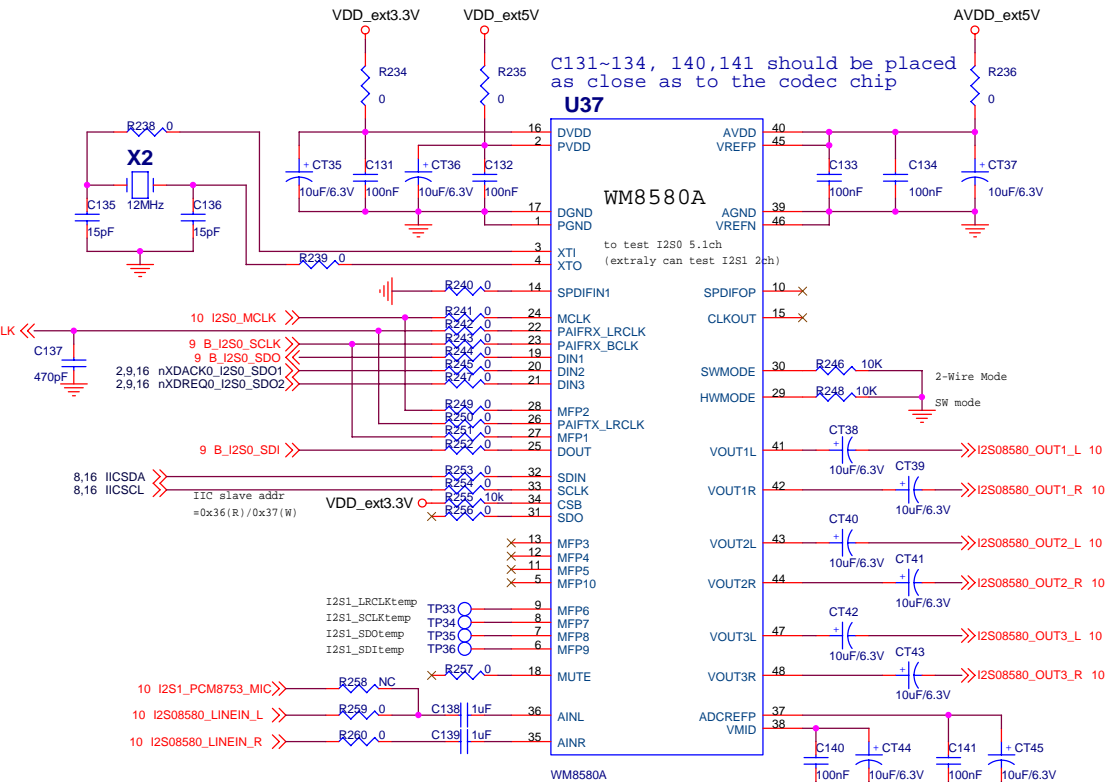 VDD_ext3.3V VDD_ext5V AVDD_ext5V
R234 0
R235 0
R236 0
C131~134, 140,141 should be placed
as close as to the codec chip
U37
R238 0
X2
12MHz
C135 15pF
C136 15pF
R239 0
+ CT35 10uF/6.3V
C131 100nF
+ CT36 10uF/6.3V
C132 100nF
C133 100nF
C134 100nF
+ CT37 10uF/6.3V
WM8580A
to test I2S0 5.1ch
(extraly can test I2S1 2ch)
16 DVDD
2 PVDD
17 DGND
1 PGND
3 XTI
4 XTO
R240 0 14 SPDIFIN1
10 I2S0_MCLK R241 0 24 MCLK
LK R242 0 22 PAIFRX_LRCLK
9 B_I2S0_SCLK R243 0 23 PAIFRX_BCLK
9 B_I2S0_SDO R244 0 19 DIN1
2,9,16 nXDACK0_I2S0_SDO1 R245 0 20 DIN2
2,9,16 nXDREQ0_I2S0_SDO2 R247 0 21 DIN3
C137
470pF
R249 0 28 MFP2
R250 0 26 PAIFTX_LRCLK
R251 0 27 MFP1
9 B_I2S0_SDI R252 0 25 DOUT
8,16 IICSDA R253 0 32 SDIN
8,16 IICSCL R254 0 33 SCLK
IIC slave addr
=0x36(R)/0x37(W)
VDD_ext3.3V R255 10k 34 CSB
R256 0 31 SDO
13 MFP3
12 MFP4
11 MFP5
5 MFP10
I2S1_LRCLKtemp TP33 9 MFP6
I2S1_SCLKtemp TP34 8 MFP7
I2S1_SDOtemp TP35 7 MFP8
I2S1_SDItemp TP36 6 MFP9
R257 0 18 MUTE
10 I2S1_PCM8753_MIC R258 NC
10 I2S08580_LINEIN_L R259 0 C138 1uF 36 AINL
10 I2S08580_LINEIN_R R260 0 C139 1uF 35 AINR
AVDD 40
VREFP 45
AGND 39
VREFN 46
SPDIFOP 10
CLKOUT 15
SWMODE 30 R246 10K
2-Wire Mode
HWMODE 29 R248 10K
SW mode
VOUT1L 41 CT38 + 10uF/6.3V I2S08580_OUT1_L 10
VOUT1R 42 CT39 + 10uF/6.3V I2S08580_OUT1_R 10
VOUT2L 43 CT40 + 10uF/6.3V I2S08580_OUT2_L 10
VOUT2R 44 CT41 + 10uF/6.3V I2S08580_OUT2_R 10
VOUT3L 47 CT42 + 10uF/6.3V I2S08580_OUT3_L 10
VOUT3R 48 CT43 + 10uF/6.3V I2S08580_OUT3_R 10
ADCREFP 37
VMID 38
C140 100nF
+ CT44 10uF/6.3V
C141 100nF
+ CT45 10uF/6.3V
WM8580A